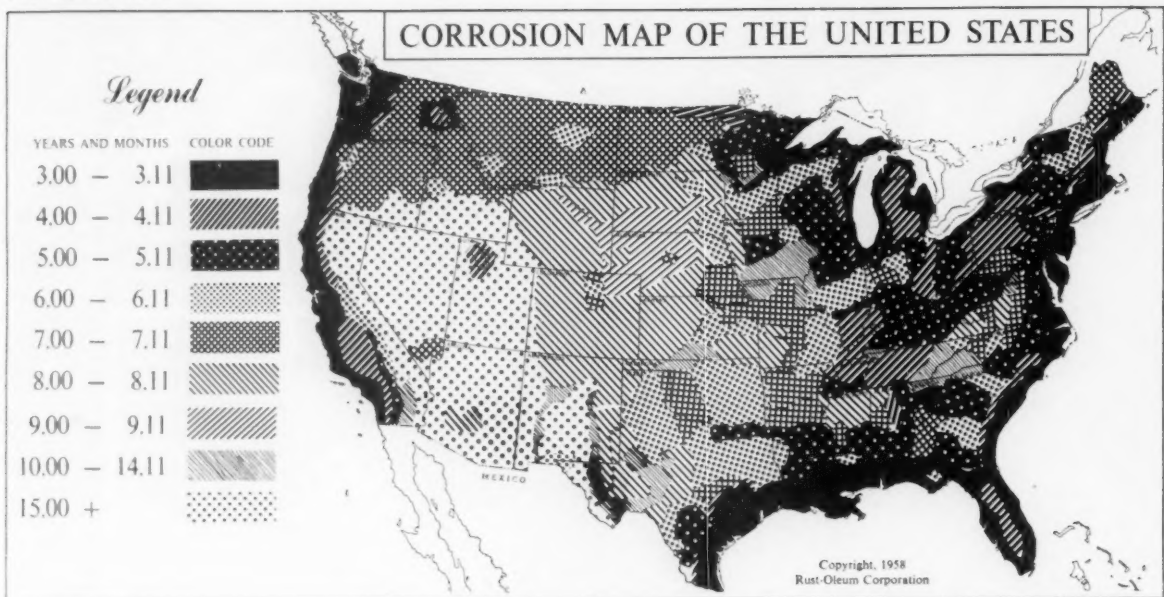 CORROSION MAP OF THE UNITED STATES
Legend
YEARS AND MONTHS COLOR CODE
3.00 — 3.11
4.00 — 4.11
5.00 — 5.11
6.00 — 6.11
7.00 — 7.11
8.00 — 8.11
9.00 — 9.11
10.00 — 14.11
15.00 +
MEXICO
Copyright, 1958
Rust-Oleum Corporation